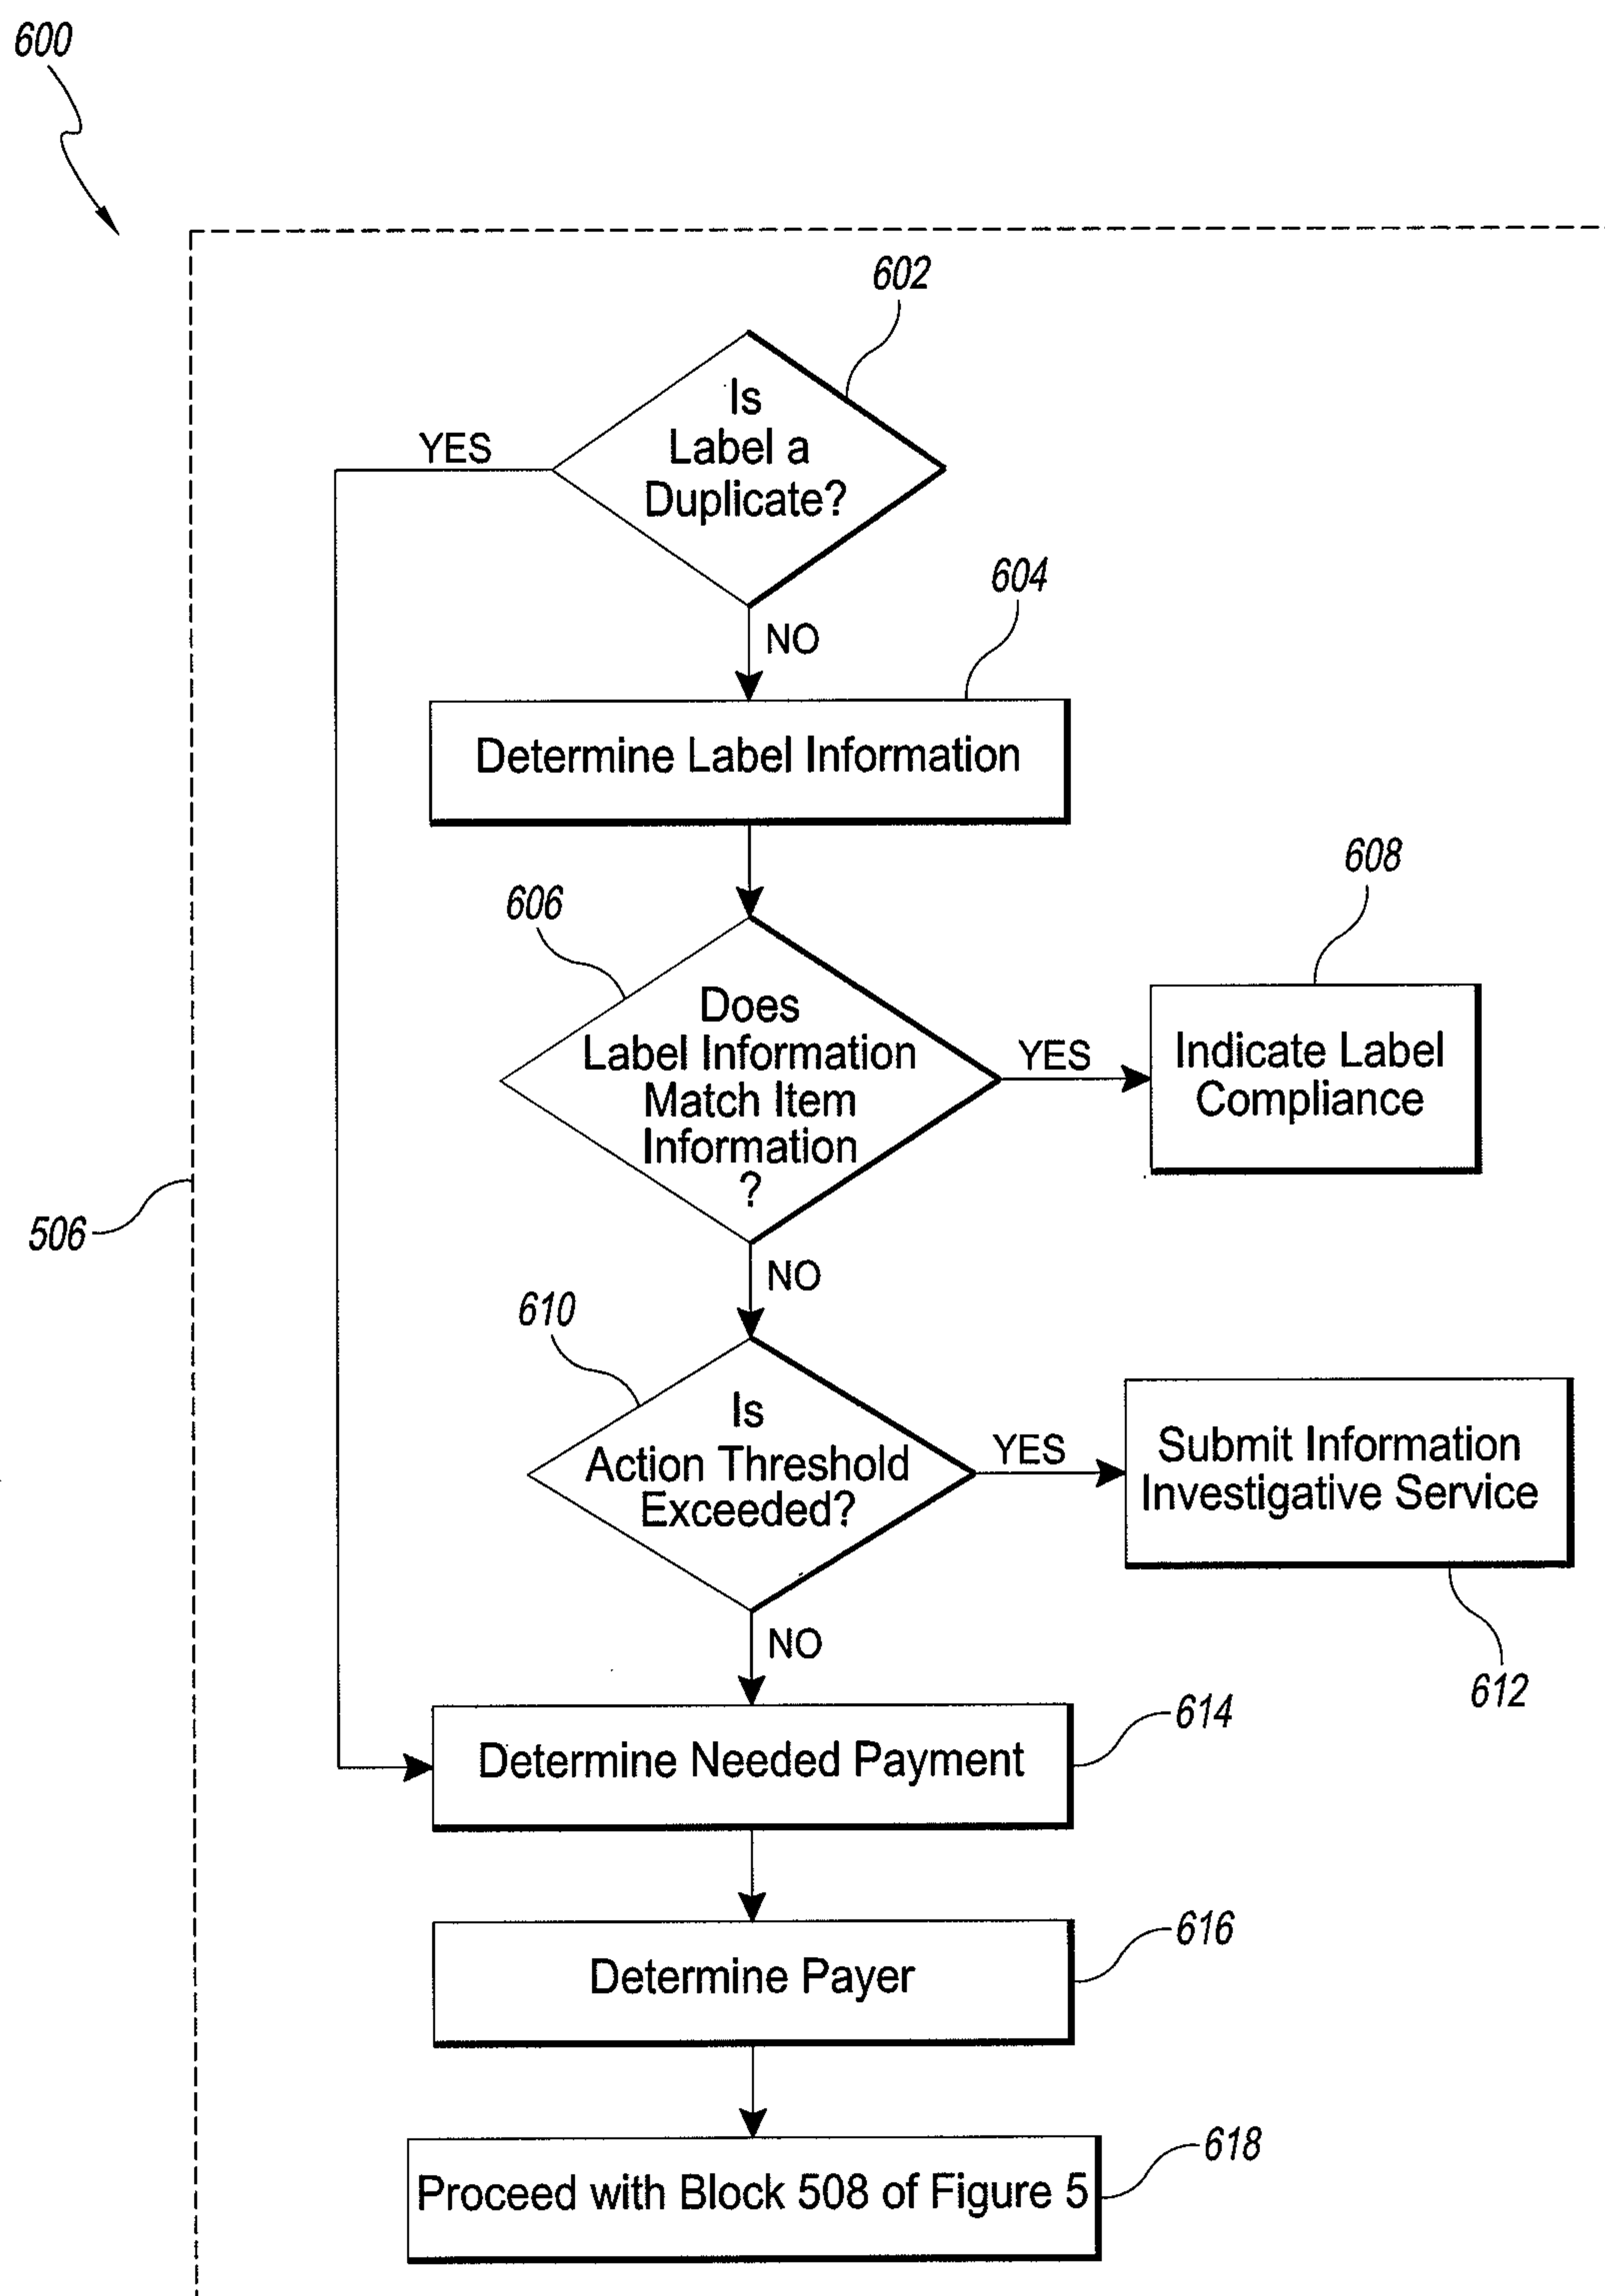 600
602
Is
Label a
Duplicate?
YES
604
NO
Determine Label Information
608
606
Does
Label Information
Match Item
Information
?
YES
Indicate Label
Compliance
506
NO
610
Is
Action Threshold
Exceeded?
YES
Submit Information
Investigative Service
NO
612
614
Determine Needed Payment
616
Determine Payer
618
Proceed with Block 508 of Figure 5